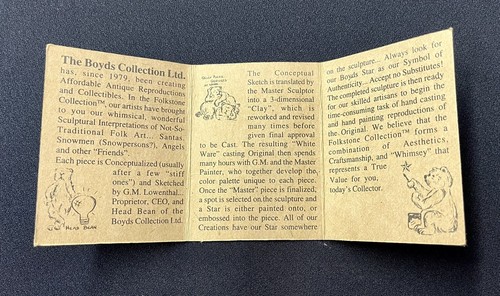 The Boyds Collection Ltd.
has, since 1979, been creating
Affordable Antique Reproductions
and Collectibles. In the Folkstone
Collection™, our artists have brought
to you our whimsical, wonderful
Sculptural Interpretations of Not-So-
Traditional Folk Art... Santas,
Snowmen (Snowpersons?), Angels
and other "Friends".
Each piece is Conceptualized (usually
after a few "stiff
ones") and Sketched
by G.M. Lowenthal...
Proprietor, CEO, and
Head Bean of the
Boyds Collection Ltd.
HEAD BEAN
The Conceptual
Sketch is translated by
the Master Sculptor
into a 3-dimensional
"Clay", which is
reworked and revised
many times before
given final approval
to be Cast. The resulting "White
Ware" casting Original then spends
many hours with G.M. and the Master
Painter, who together develop the
color palette unique to each piece.
Once the "Master" piece is finalized;
a spot is selected on the sculpture and
a Star is either painted onto, or
embossed into the piece. All of our
Creations have our Star somewhere
on the sculpture... Always look for
our Boyds Star as our Symbol of
Authenticity... Accept no Substitutes!
The completed sculpture is then ready
for our skilled artisans to begin the
time-consuming task of hand casting
and hand painting reproductions of
the Original. We believe that the
Folkstone Collection™ forms a
combination of Aesthetics,
Craftsmanship, and "Whimsey" that
represents a True
Value for you,
today's Collector.